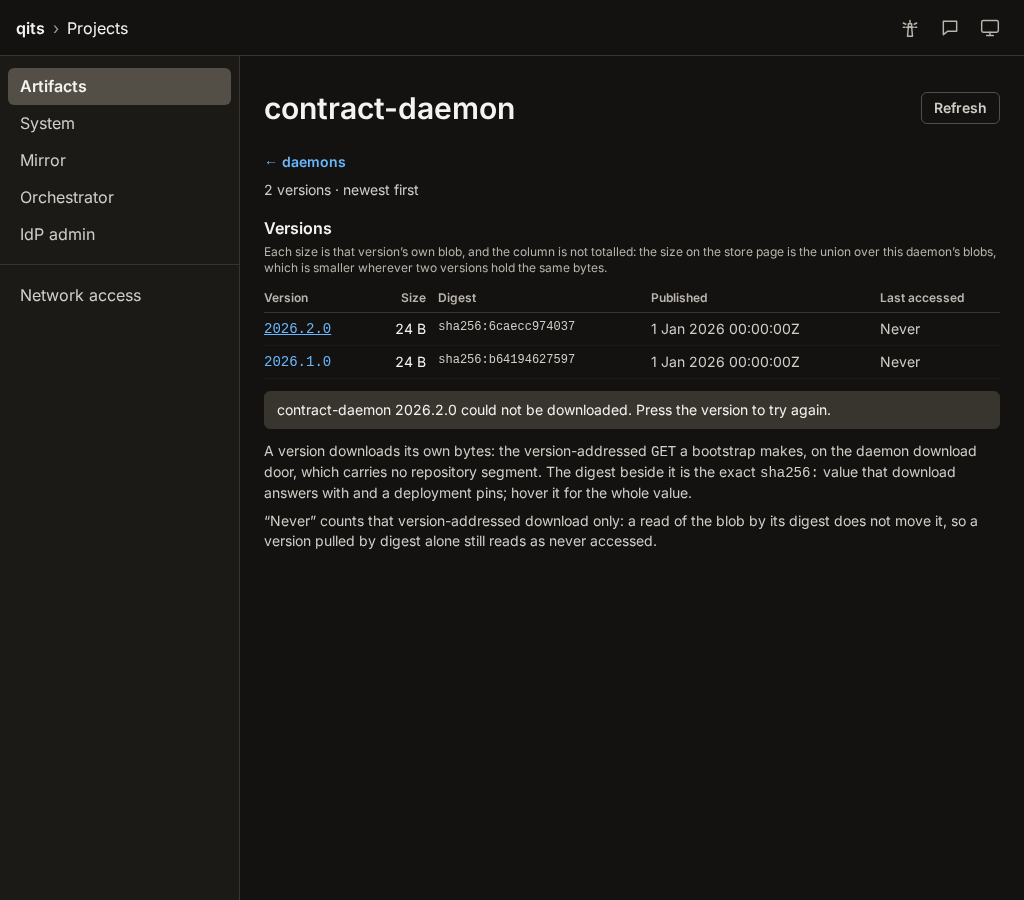 qits › Projects
Artifacts
System
Mirror
Orchestrator
IdP admin
Network access
contract-daemon
Refresh
← daemons
2 versions · newest first
Versions
Each size is that version’s own blob, and the column is not totalled: the size on the store page is the union over this daemon’s blobs,
which is smaller wherever two versions hold the same bytes.
Version Size Digest Published Last accessed
2026.2.0 24 B sha256:6caecc974037 1 Jan 2026 00:00:00Z Never
2026.1.0 24 B sha256:b64194627597 1 Jan 2026 00:00:00Z Never
contract-daemon 2026.2.0 could not be downloaded. Press the version to try again.
A version downloads its own bytes: the version-addressed GET a bootstrap makes, on the daemon download
door, which carries no repository segment. The digest beside it is the exact sha256: value that download
answers with and a deployment pins; hover it for the whole value.
“Never” counts that version-addressed download only: a read of the blob by its digest does not move it, so a
version pulled by digest alone still reads as never accessed.